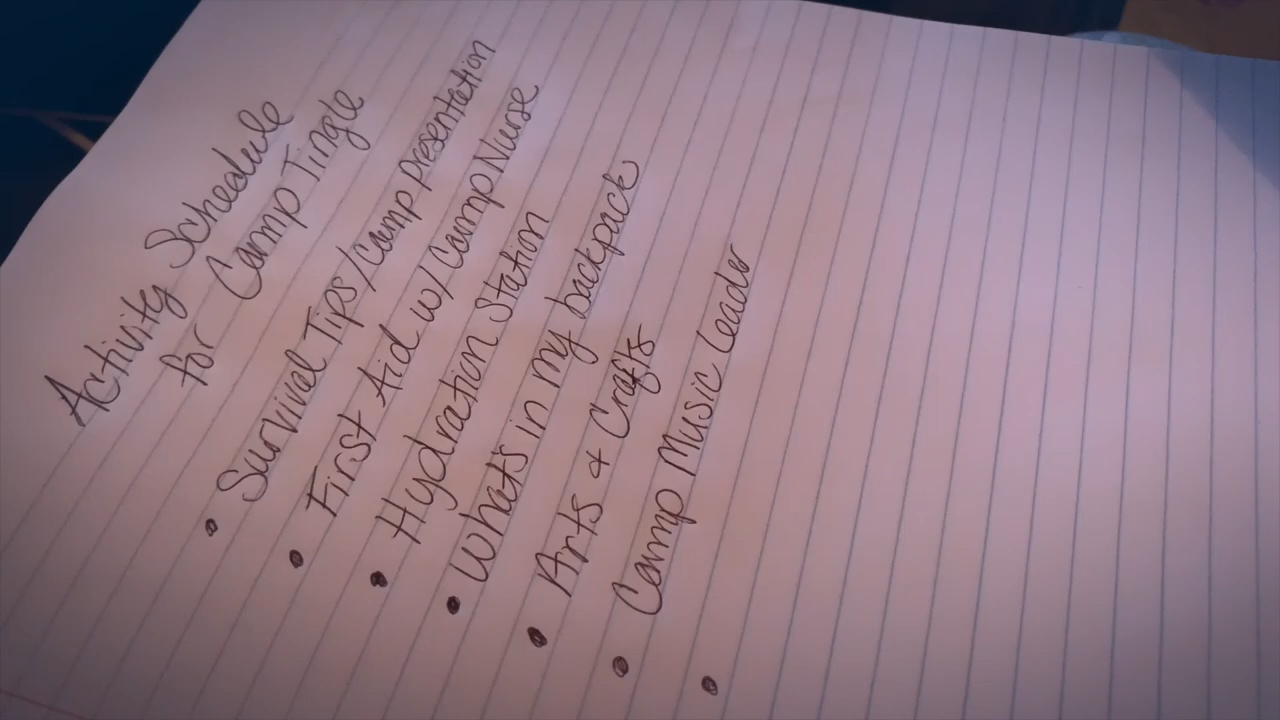 Activity Schedule
for Camp Tingle
• Survival Tips/Camp presentation
• First Aid w/ Camp Nurse
• Hydration Station
• Whats in my backpack
• Arts & Crafts
• Camp Music Leader
•